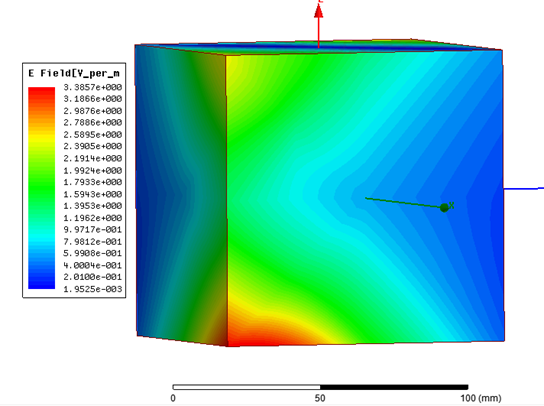 E Field[V_per_m
3.3857e+000
3.1866e+000
2.9876e+000
2.7886e+000
2.5895e+000
2.3905e+000
2.1914e+000
1.9924e+000
1.7933e+000
1.5943e+000
1.3953e+000
1.1962e+000
9.9717e-001
7.9812e-001
5.9908e-001
4.0004e-001
2.0100e-001
1.9525e-003
0 50 100 (mm)